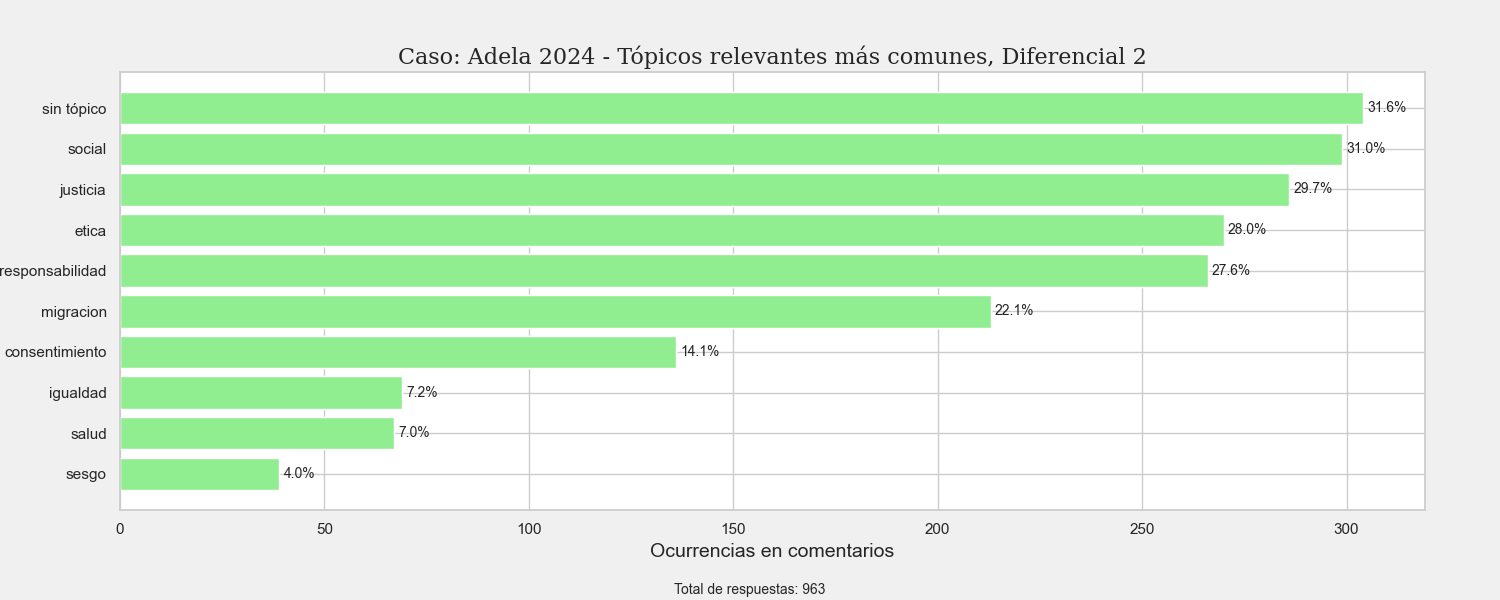 Caso: Adela 2024 - Tópicos relevantes más comunes, Diferencial 2
sin tópico 31.6%
social 31.0%
justicia 29.7%
etica 28.0%
responsabilidad 27.6%
migracion 22.1%
consentimiento 14.1%
igualdad 7.2%
salud 7.0%
sesgo 4.0%
0 50 100 150 200 250 300
Ocurrencias en comentarios
Total de respuestas: 963